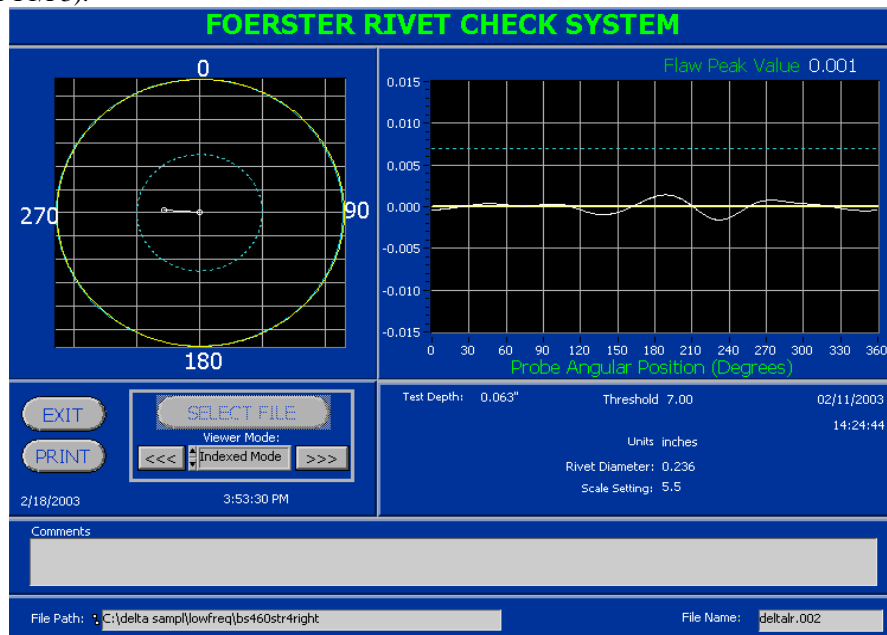 FOERSTER RIVET CHECK SYSTEM
0
270
90
180
Flaw Peak Value 0.001
0.015
0.010
0.005
0.000
-0.005
-0.010
-0.015
0 30 60 90 120 150 180 210 240 270 300 330 360
Probe Angular Position (Degrees)
EXIT
PRINT
SELECT FILE
Viewer Mode:
<<< Indexed Mode >>>
2/18/2003 3:53:30 PM
Test Depth: 0.063" Threshold 7.00 02/11/2003
14:24:44
Units inches
Rivet Diameter: 0.236
Scale Setting: 5.5
Comments
File Path: C:\delta sampl\lowfreq\bs460str4right File Name: deltalr.002